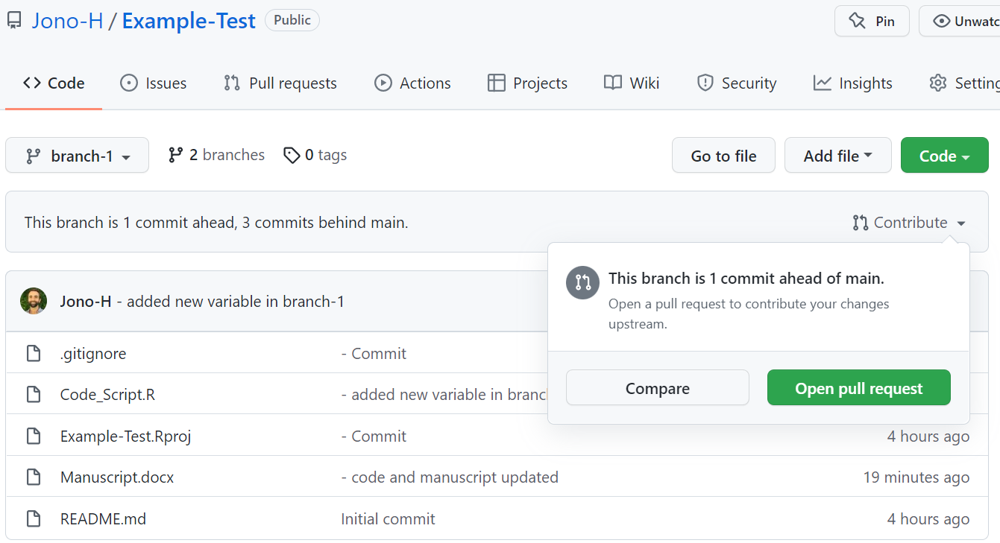 Jono-H / Example-Test Public Pin Unwatc
Code Issues Pull requests Actions Projects Wiki Security Insights Setting
branch-1 2 branches 0 tags Go to file Add file Code
This branch is 1 commit ahead, 3 commits behind main. Contribute
This branch is 1 commit ahead of main.
Open a pull request to contribute your changes
upstream.
Compare Open pull request
Jono-H - added new variable in branch-1
.gitignore - Commit
Code_Script.R - added new variable in branc
Example-Test.Rproj - Commit 4 hours ago
Manuscript.docx - code and manuscript updated 19 minutes ago
README.md Initial commit 4 hours ago